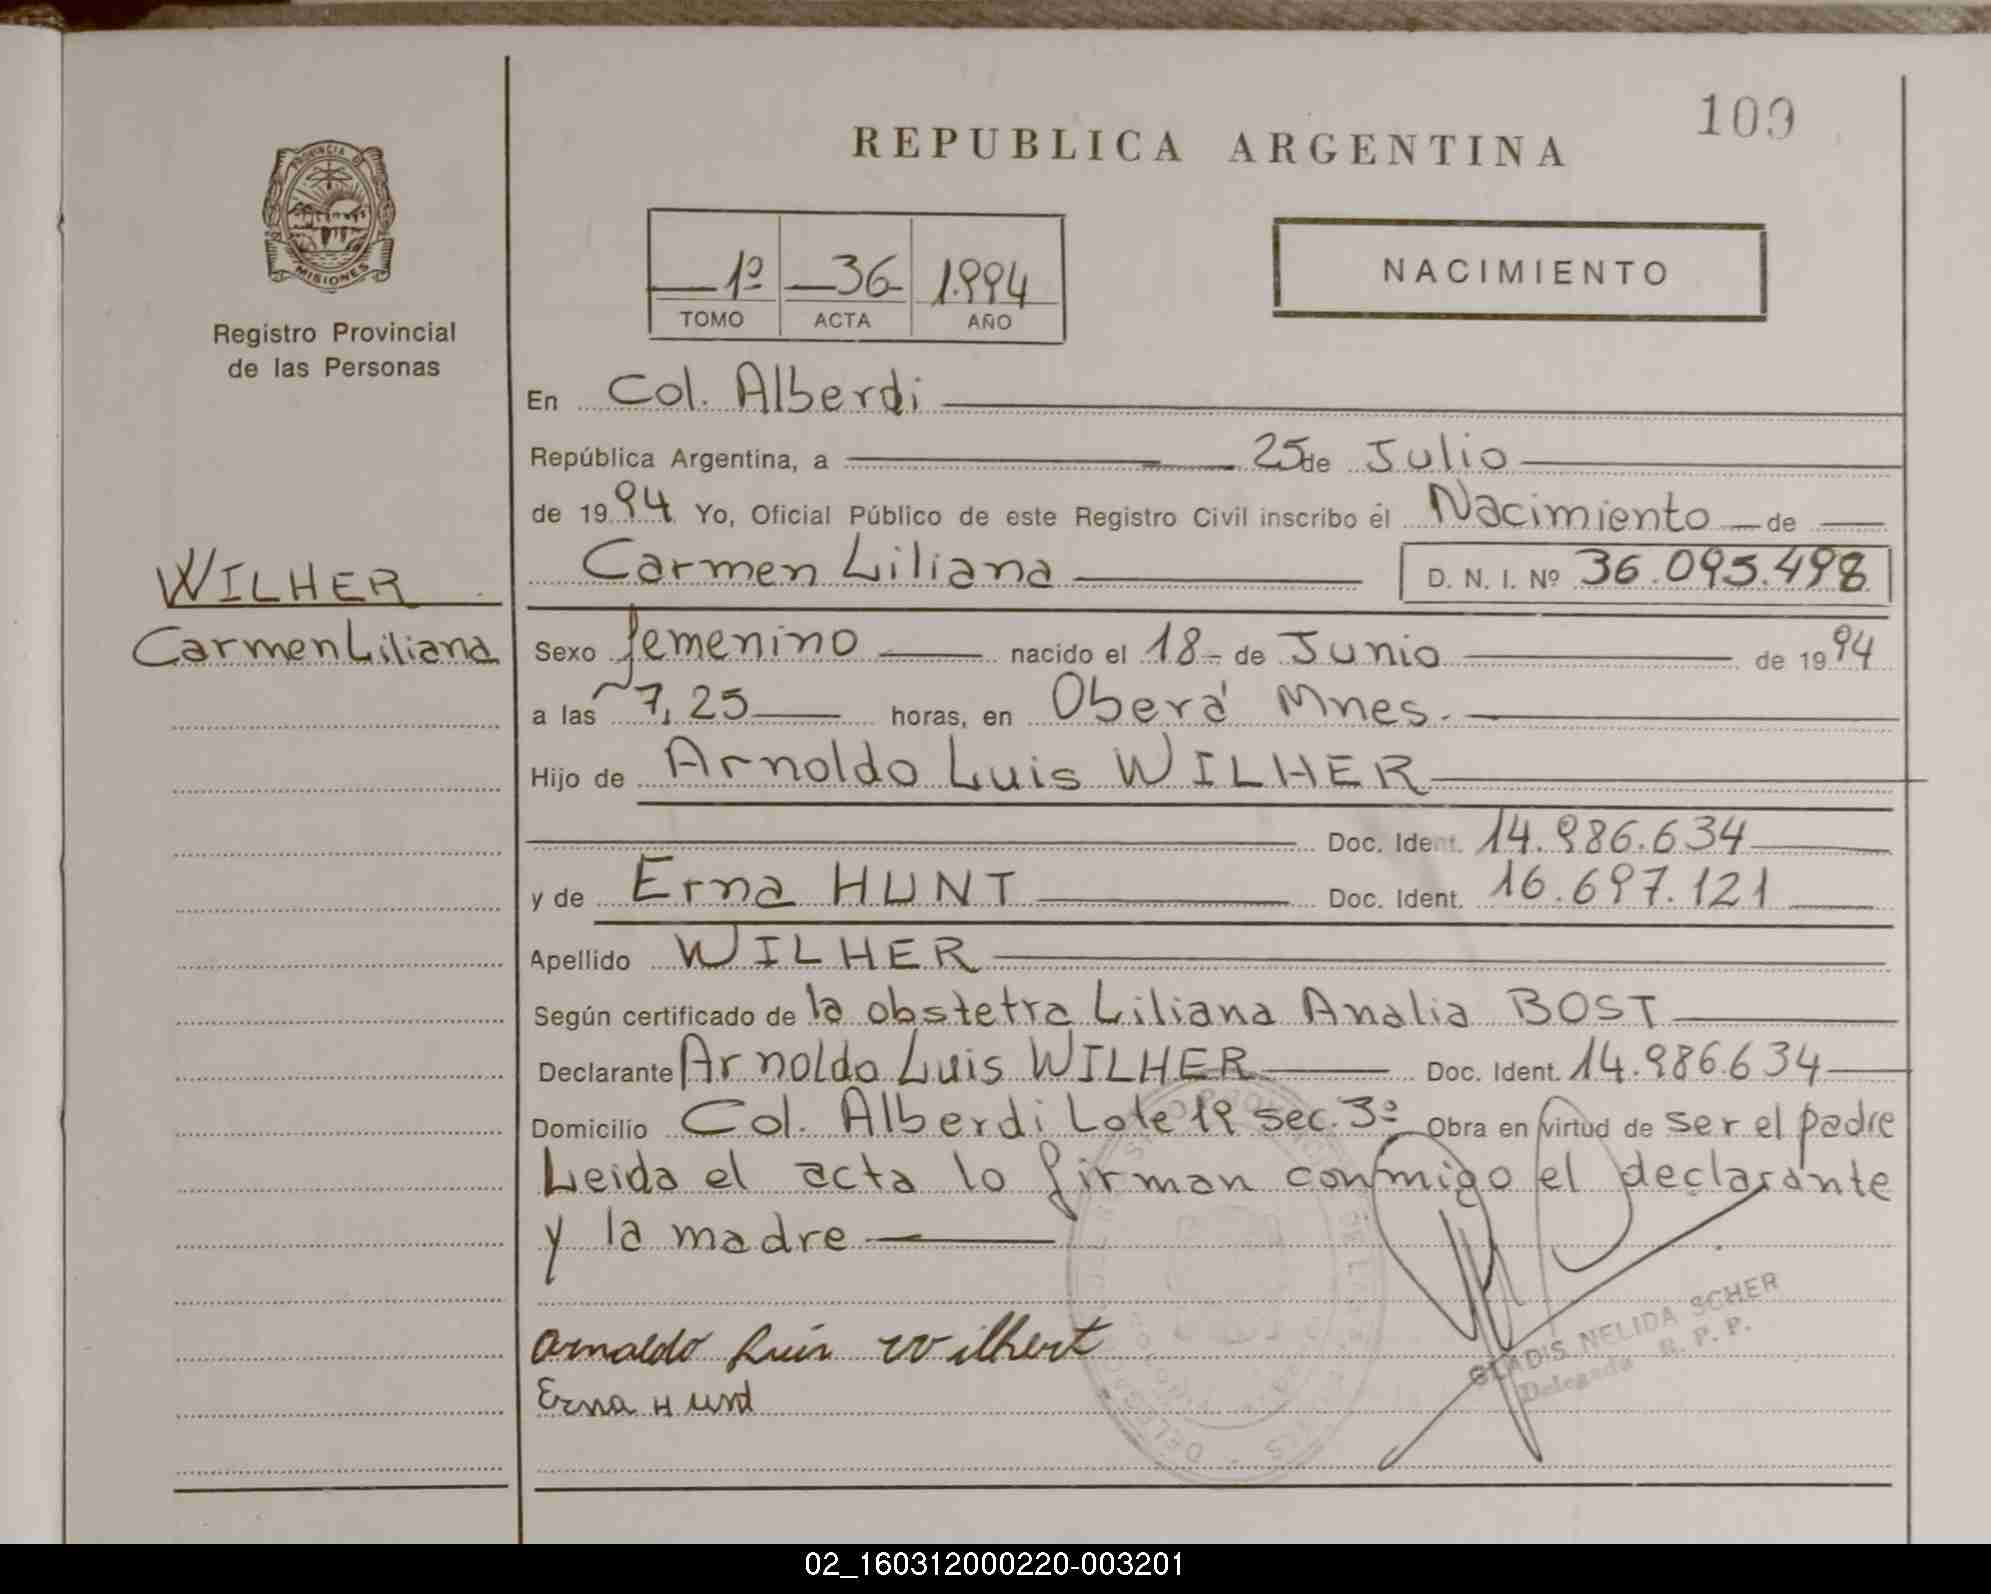 109
REPUBLICA ARGENTINA
PROVINCIA DE
MISIONES
Registro Provincial
de las Personas
1º 36 1.994
TOMO ACTA AÑO
NACIMIENTO
En Col. Alberdi
República Argentina, a 25 de Julio
de 1994 Yo, Oficial Público de este Registro Civil inscribo el Nacimiento de
Carmen Liliana D. N. I. Nº 36.095.498
WILHER
Carmen Liliana
Sexo femenino nacido el 18 de Junio de 1994
a las 7,25 horas, en Oberá Mnes.
Hijo de Arnoldo Luis WILHER
Doc. Ident. 14.986.634
y de Erna HUNT Doc. Ident. 16.697.121
Apellido WILHER
Según certificado de la obstetra Liliana Analia BOST
Declarante Arnoldo Luis WILHER Doc. Ident. 14.986.634
Domicilio Col. Alberdi Lote sec. 3º Obra en virtud de ser el padre
Leida el acta lo firman conmigo el declarante
y la madre
Arnaldo Luis Wilhert
Erna Hund
GLADIS NELIDA SCHER
Delegada R. P. P.
02_160312000220-003201